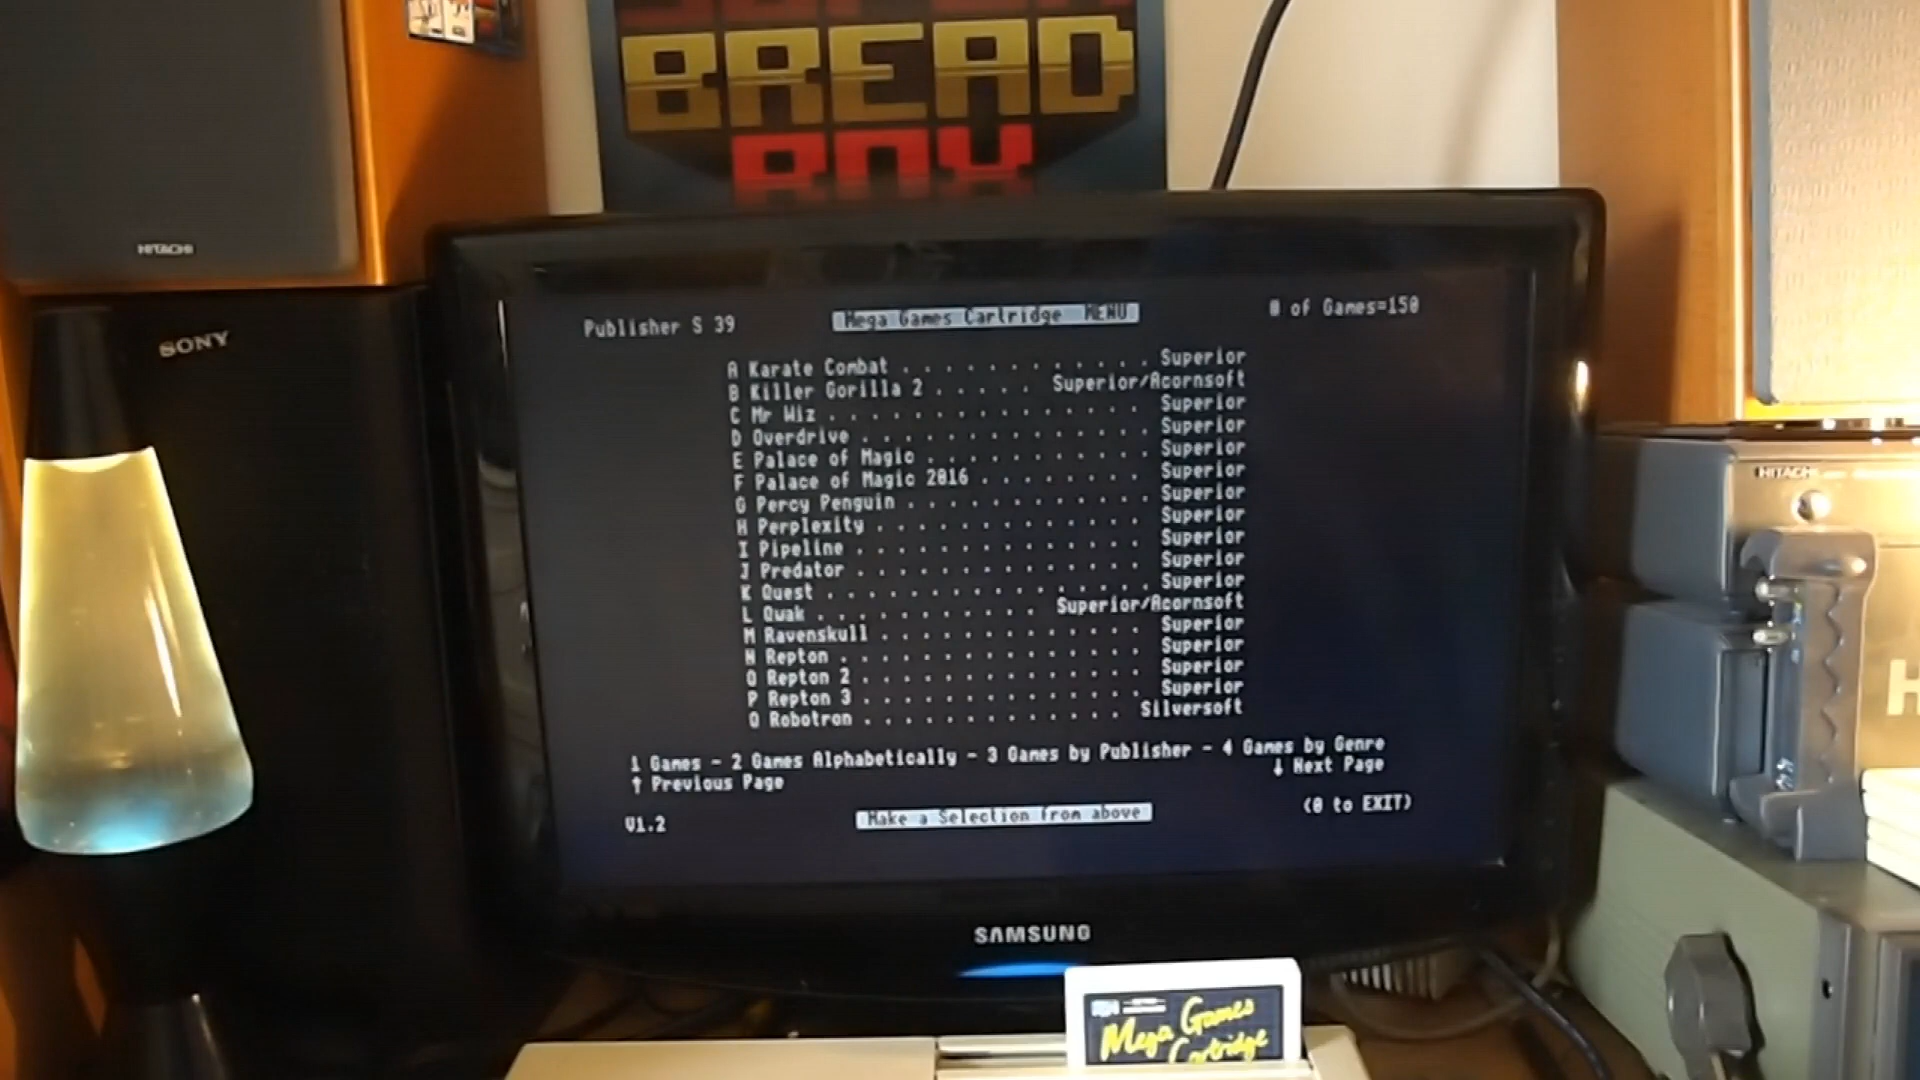 BREAD
HITACHI
SONY
Publisher S 39
Mega Games Cartridge MENU
# of Games=150
A Karate Combat . . . . . . . . . . . . Superior
B Killer Gorilla 2 . . . . . Superior/Acornsoft
C Mr Wiz . . . . . . . . . . . . . . . Superior
D Overdrive . . . . . . . . . . . . . . Superior
E Palace of Magic . . . . . . . . . . . Superior
F Palace of Magic 2016 . . . . . . . . Superior
G Percy Penguin . . . . . . . . . . . . Superior
H Perplexity . . . . . . . . . . . . . Superior
I Pipeline . . . . . . . . . . . . . . Superior
J Predator . . . . . . . . . . . . . . Superior
K Quest . . . . . . . . . . . . . . . . Superior
L Qwak . . . . . . . . . . . Superior/Acornsoft
M Ravenskull . . . . . . . . . . . . . Superior
N Repton . . . . . . . . . . . . . . . Superior
O Repton 2 . . . . . . . . . . . . . . Superior
P Repton 3 . . . . . . . . . . . . . . Superior
Q Robotron . . . . . . . . . . . . . Silversoft
1 Games - 2 Games Alphabetically - 3 Games by Publisher - 4 Games by Genre
↑ Previous Page
↓ Next Page
V1.2
Make a Selection from above
(0 to EXIT)
HITACHI
SAMSUNG
Mega Games
Cartridge